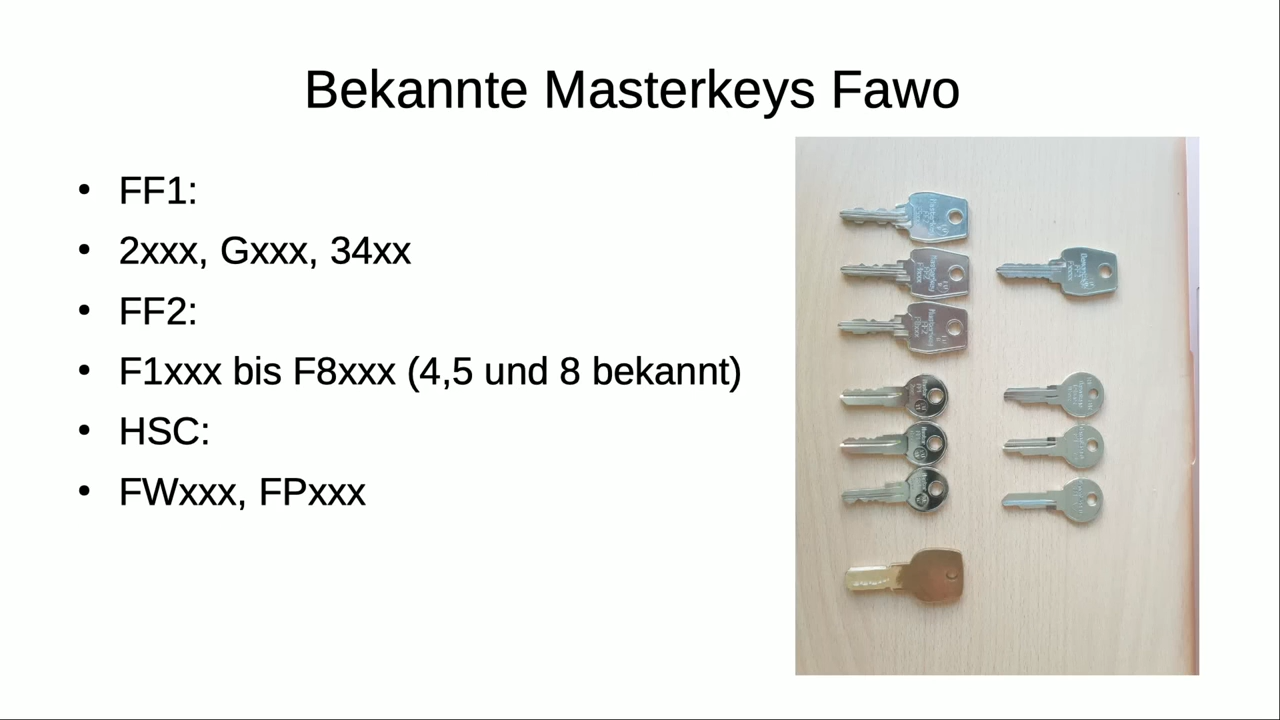 Bekannte Masterkeys Fawo
FF1:
2xxx, Gxxx, 34xx
FF2:
F1xxx bis F8xxx (4,5 und 8 bekannt)
HSC:
FWxxx, FPxxx